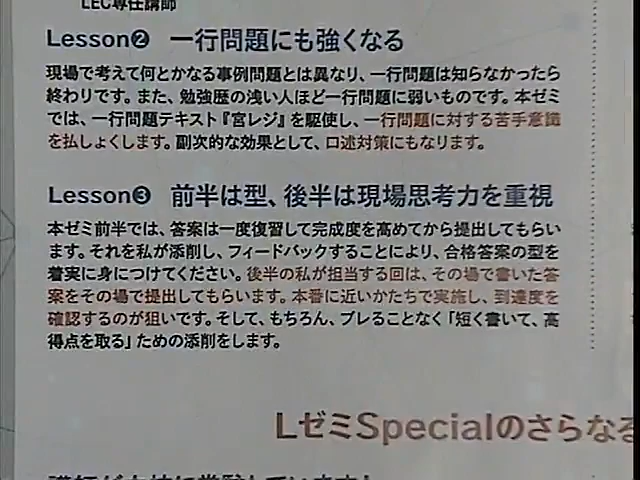 LEC専任講師
Lesson❷ 一行問題にも強くなる
現場で考えて何とかなる事例問題とは異なり、一行問題は知らなかったら
終わりです。また、勉強歴の浅い人ほど一行問題に弱いものです。本ゼミ
では、一行問題テキスト『宮レジ』を駆使し、一行問題に対する苦手意識
を払しょくします。副次的な効果として、口述対策にもなります。
Lesson❸ 前半は型、後半は現場思考力を重視
本ゼミ前半では、答案は一度復習して完成度を高めてから提出してもらい
ます。それを私が添削し、フィードバックすることにより、合格答案の型を
着実に身につけてください。後半の私が担当する回は、その場で書いた答
案をその場で提出してもらいます。本番に近いかたちで実施し、到達度を
確認するのが狙いです。そして、もちろん、ブレることなく「短く書いて、高
得点を取る」ための添削をします。
LゼミSpecialのさらなる